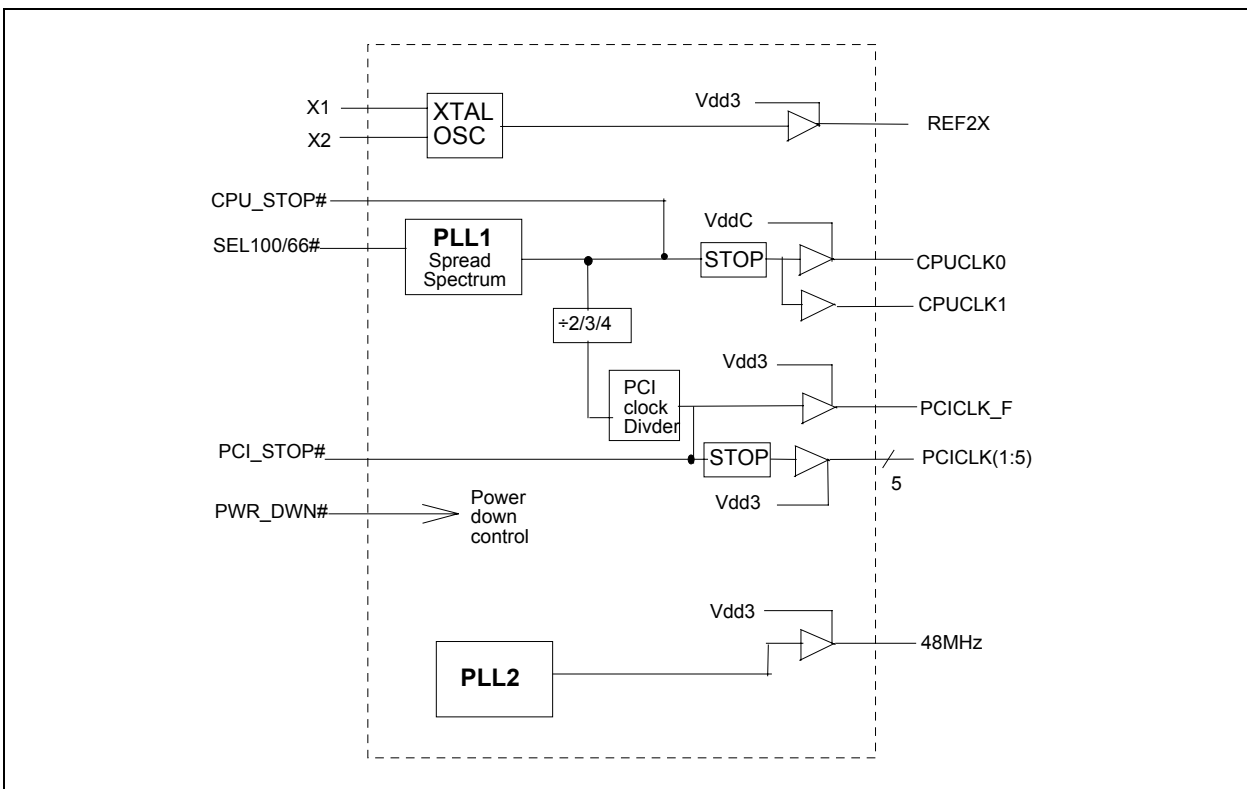 X1
X2
XTAL
OSC
Vdd3
REF2X
CPU_STOP#
SEL100/66#
PLL1
Spread
Spectrum
VddC
STOP
CPUCLK0
CPUCLK1
÷2/3/4
Vdd3
PCI
clock
Divder
PCICLK_F
PCI_STOP#
STOP
PCICLK(1:5)
5
Vdd3
PWR_DWN#
Power
down
control
Vdd3
48MHz
PLL2